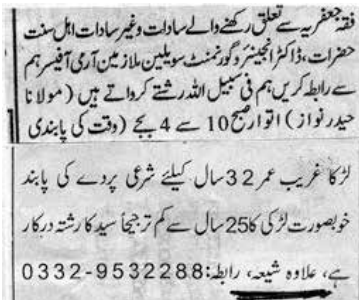 فقہ جعفریہ سے تعلق رکھنے والے سادات وغیر سادات اہل سنت
حضرات، ڈاکٹر انجینئر و گورنمنٹ سویلین ملازمین آرمی آفیسر ہم
سے رابطہ کریں ہم فی سبیل اللہ رشتے کرواتے ہیں (مولانا
حیدر نواز) اتوار صبح 10 سے 4 بجے (وقت کی پابندی
لڑکا غریب عمر 32 سال کیلئے شرعی پردے کی پابند
خوبصورت لڑکی کا 25 سال سے کم ترجیحاً سید کا رشتہ درکار
ہے، علاوہ شیعہ، رابطہ: 0332-9532288